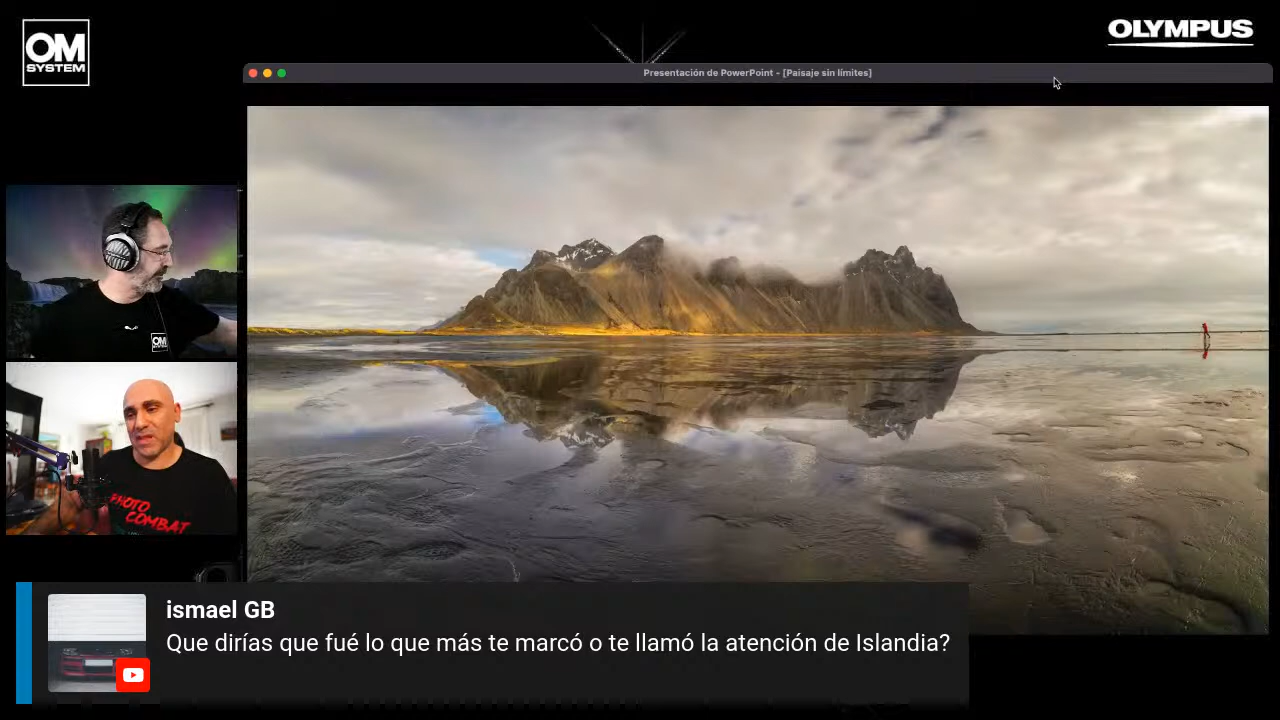 OM
SYSTEM
OLYMPUS
Presentación de PowerPoint - [Paisaje sin límites]
OM
SYSTEM
PHOTO
COMBAT
ismael GB
Que dirías que fué lo que más te marcó o te llamó la atención de Islandia?